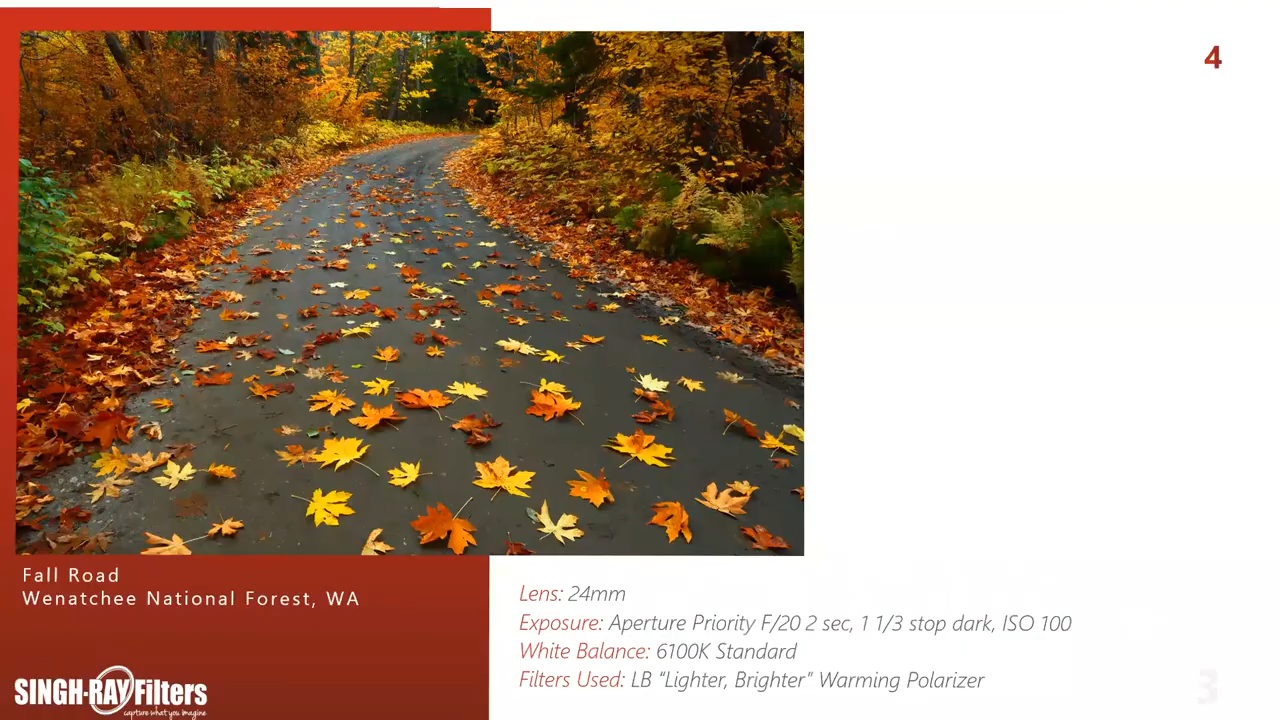 4
Fall Road
Wenatchee National Forest, WA
Lens: 24mm
Exposure: Aperture Priority F/20 2 sec, 1 1/3 stop dark, ISO 100
White Balance: 6100K Standard
Filters Used: LB "Lighter, Brighter" Warming Polarizer
SINGH-RAY Filters
capture what you imagine
3